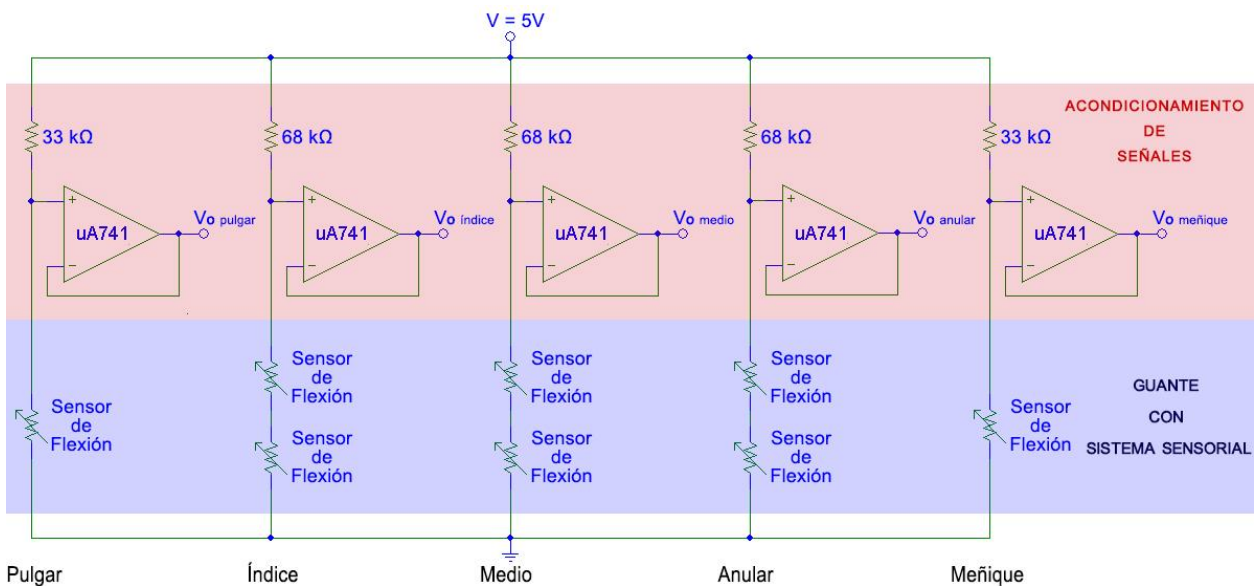 V = 5V
33 kΩ
68 kΩ
68 kΩ
68 kΩ
33 kΩ
ACONDICIONAMIENTO
DE
SEÑALES
+
uA741
−
Vo pulgar
+
uA741
−
Vo índice
+
uA741
−
Vo medio
+
uA741
−
Vo anular
+
uA741
−
Vo meñique
Sensor
de
Flexión
Sensor
de
Flexión
Sensor
de
Flexión
Sensor
de
Flexión
Sensor
de
Flexión
Sensor
de
Flexión
Sensor
de
Flexión
Sensor
de
Flexión
GUANTE
CON
SISTEMA SENSORIAL
Pulgar
Índice
Medio
Anular
Meñique